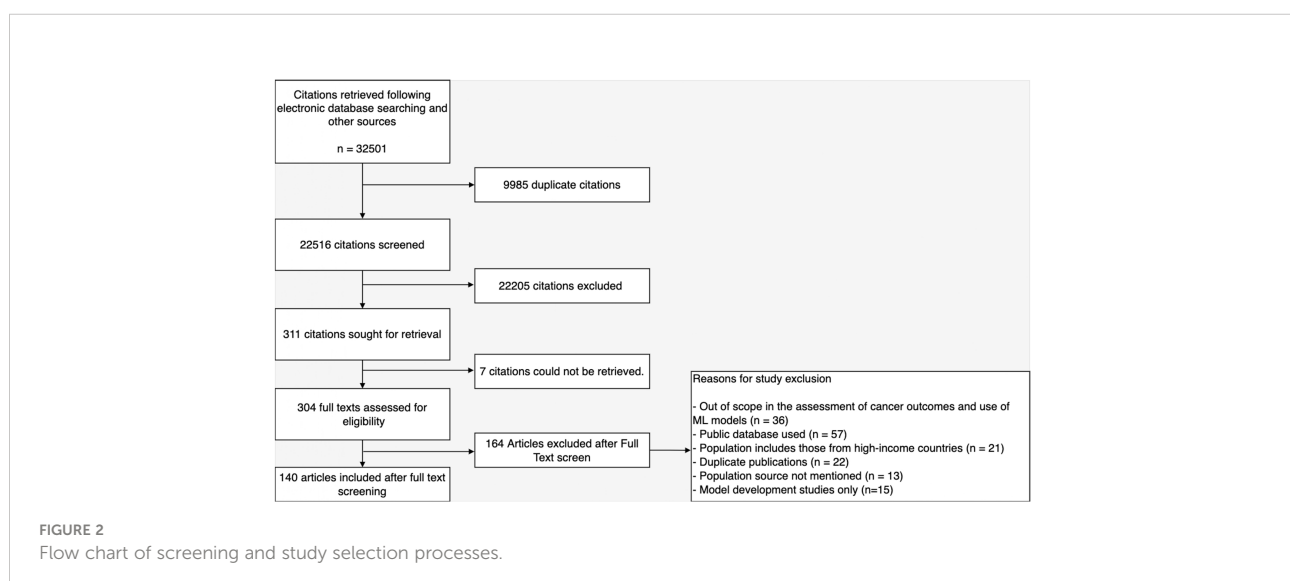 Citations retrieved following
electronic database searching and
other sources
n = 32501
9985 duplicate citations
22516 citations screened
22205 citations excluded
311 citations sought for retrieval
7 citations could not be retrieved.
304 full texts assessed for
eligibility
164 Articles excluded after Full
Text screen
Reasons for study exclusion
- Out of scope in the assessment of cancer outcomes and use of
ML models (n = 36)
- Public database used (n = 57)
- Population includes those from high-income countries (n = 21)
- Duplicate publications (n = 22)
- Population source not mentioned (n = 13)
- Model development studies only (n=15)
140 articles included after full text
screening
FIGURE 2
Flow chart of screening and study selection processes.